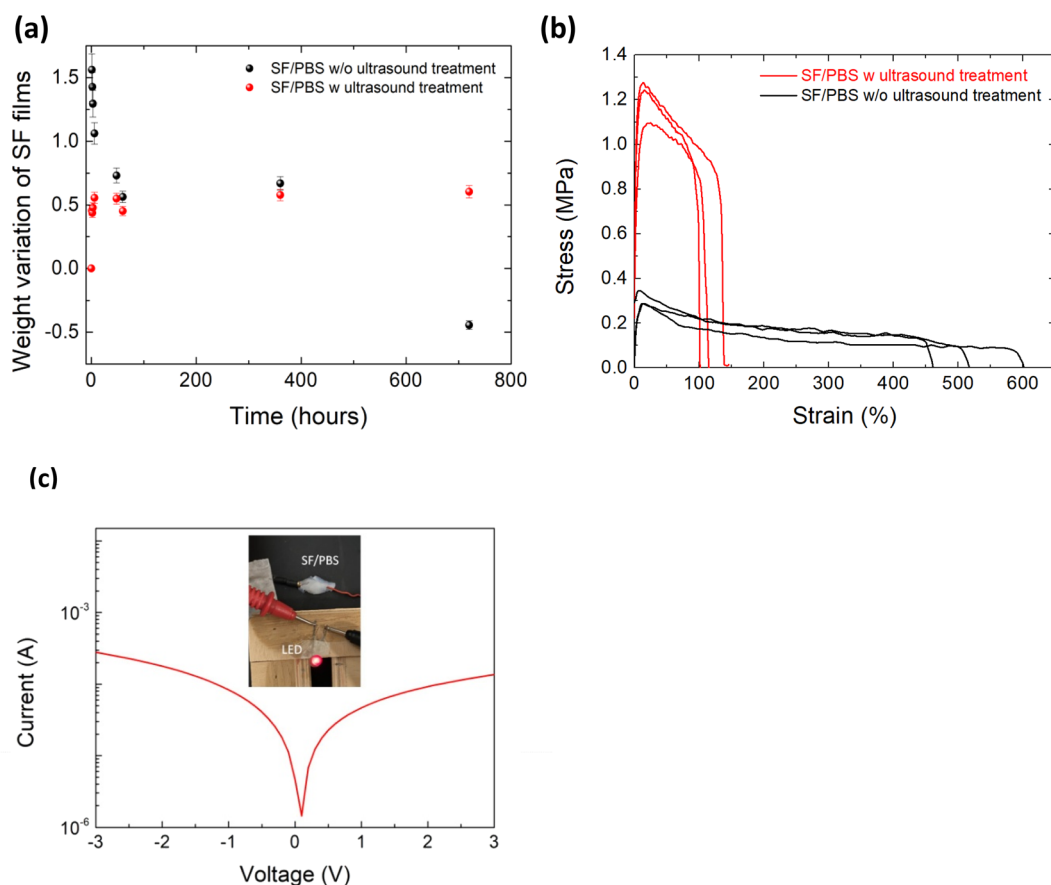 (a)
Weight variation of SF films
1.5
1.0
0.5
0.0
-0.5
SF/PBS w/o ultrasound treatment
SF/PBS w ultrasound treatment
0 200 400 600 800
Time (hours)
(b)
Stress (MPa)
1.4
1.2
1.0
0.8
0.6
0.4
0.2
0
SF/PBS w ultrasound treatment
SF/PBS w/o ultrasound treatment
0 100 200 300 400 500 600
Strain (%)
(c)
Current (A)
10-3
10-6
SF/PBS
LED
-3 -2 -1 0 1 2 3
Voltage (V)